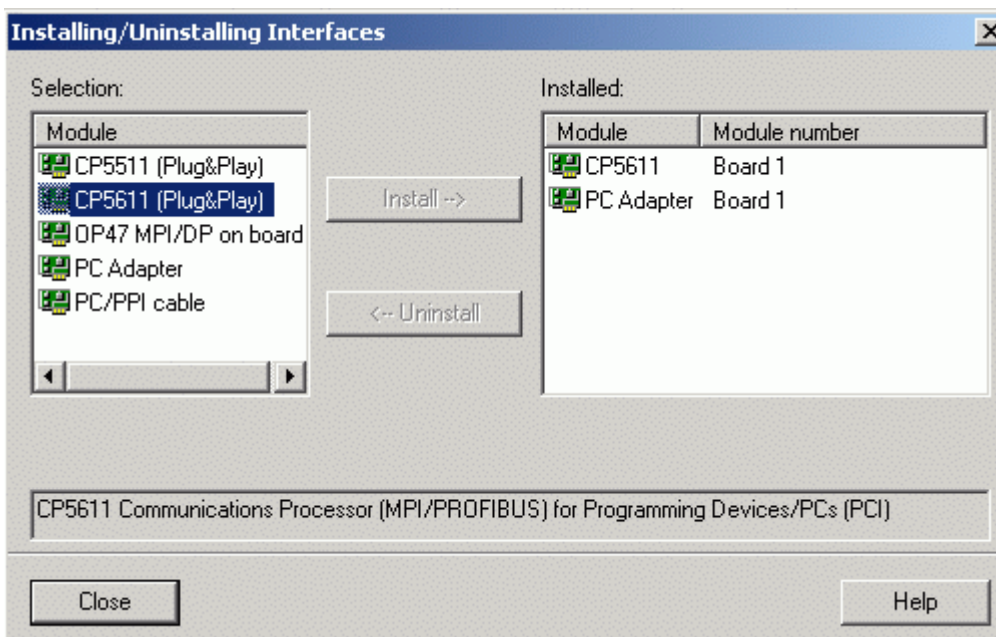 Installing/Uninstalling Interfaces
Selection:
Module
CP5511 (Plug&Play)
CP5611 (Plug&Play)
OP47 MPI/DP on board
PC Adapter
PC/PPI cable
Install -->
<-- Uninstall
Installed:
Module Module number
CP5611 Board 1
PC Adapter Board 1
CP5611 Communications Processor (MPI/PROFIBUS) for Programming Devices/PCs (PCI)
Close
Help